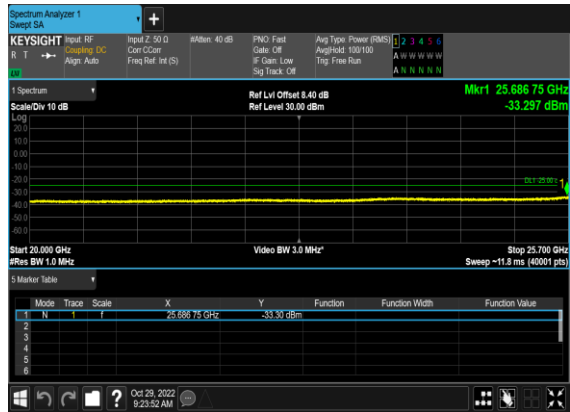 Spectrum Analyzer 1
Swept SA
+
KEYSIGHT Input: RF Input Z: 50 Ω #Atten: 40 dB PNO: Fast Avg Type: Power (RMS) 1 2 3 4 5 6
R T Coupling: DC Corr CCorr Gate: Off Avg|Hold: 100/100 A W W W W W
Align: Auto Freq Ref: Int (S) IF Gain: Low Trig: Free Run
Sig Track: Off A N N N N N
1 Spectrum
Scale/Div 10 dB Ref Lvl Offset 8.40 dB Mkr1 25.686 75 GHz
Ref Level 30.00 dBm -33.297 dBm
Log
20.0
10.0
0.00
-10.0
-20.0
DL1 -25.00
1
-30.0
-40.0
-50.0
-60.0
Start 20.000 GHz Video BW 3.0 MHz* Stop 25.700 GHz
#Res BW 1.0 MHz Sweep ~11.8 ms (40001 pts)
5 Marker Table
Mode Trace Scale X Y Function Function Width Function Value
1 N 1 f 25.686 75 GHz -33.30 dBm
2
3
4
5
6
? Oct 29, 2022
9:23:52 AM